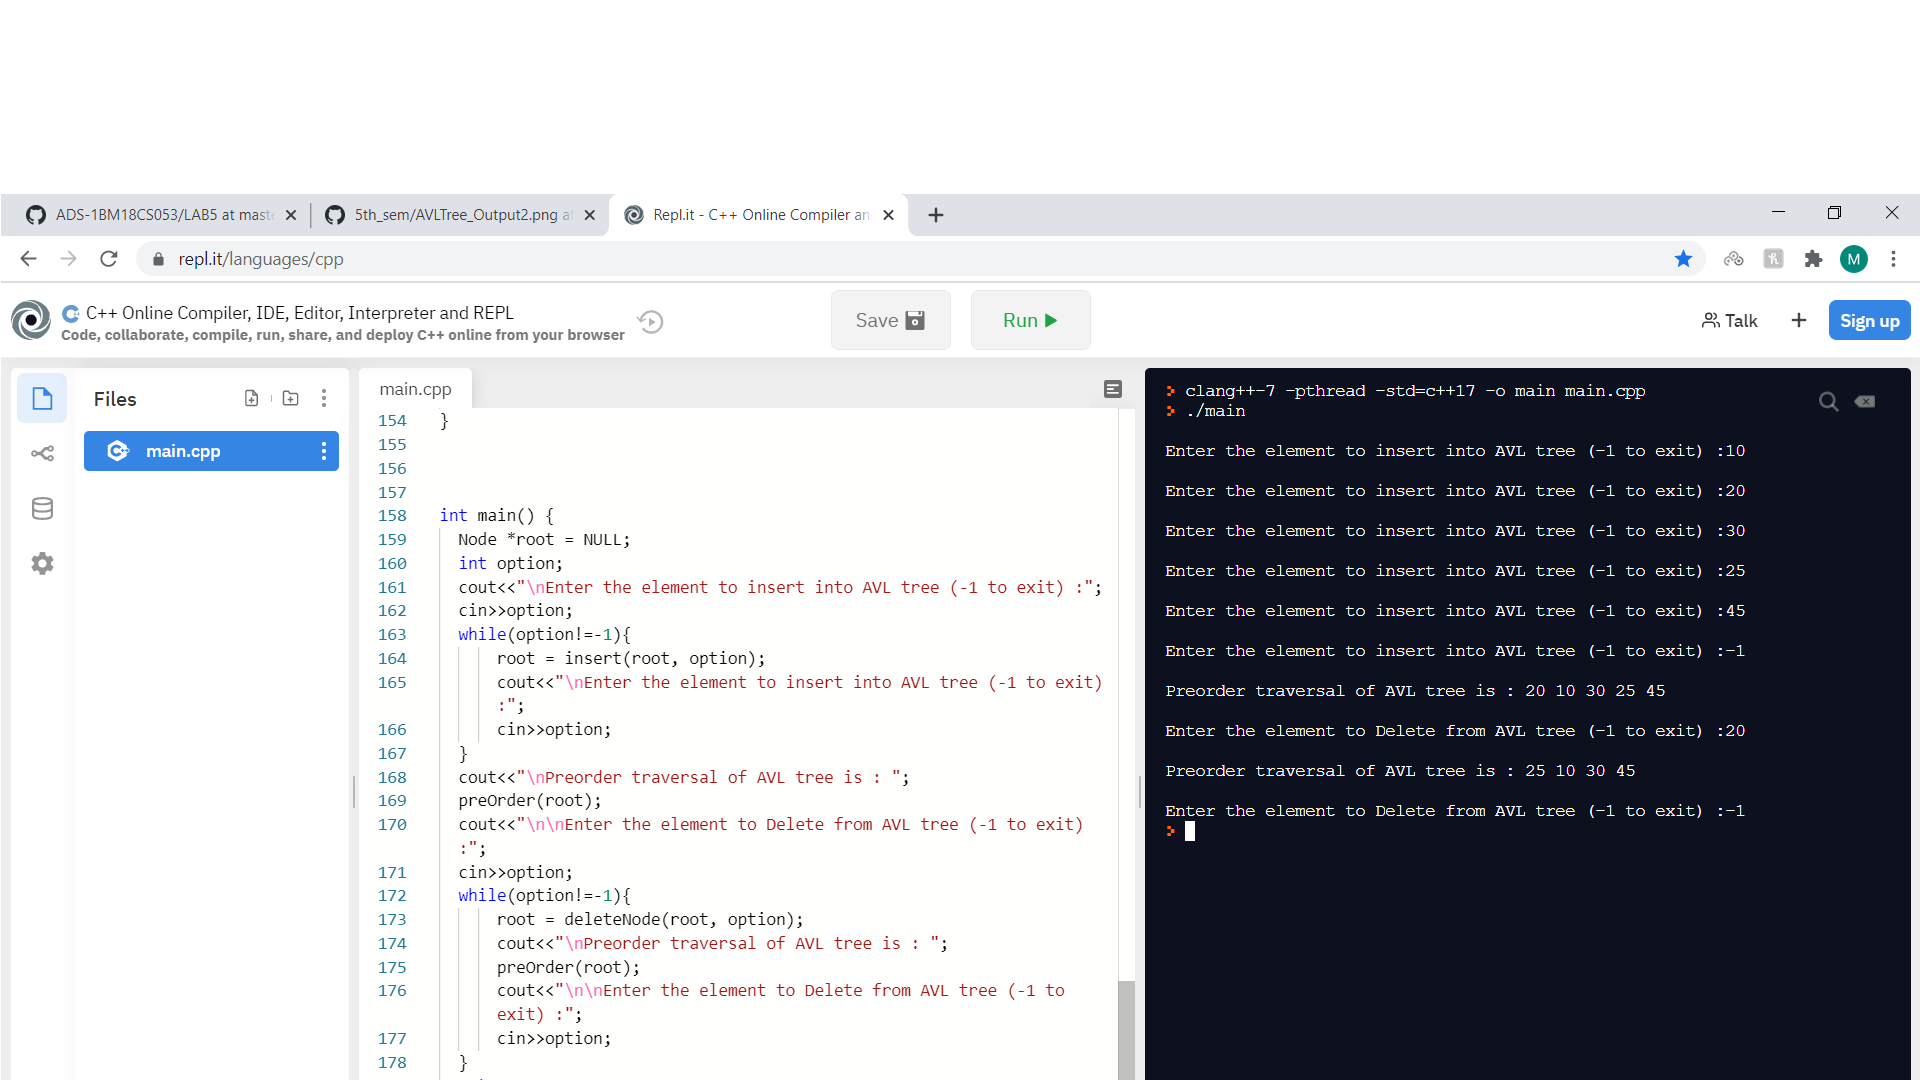 ADS-1BM18CS053/LAB5 at maste
5th_sem/AVLTree_Output2.png at
Repl.it - C++ Online Compiler an
repl.it/languages/cpp
M
C++ Online Compiler, IDE, Editor, Interpreter and REPL
Code, collaborate, compile, run, share, and deploy C++ online from your browser
Save
Run
Talk
Sign up
Files
main.cpp
main.cpp
154 }
155
156
157
158 int main() {
159 Node *root = NULL;
160 int option;
161 cout<<"\nEnter the element to insert into AVL tree (-1 to exit) :";
162 cin>>option;
163 while(option!=-1){
164 root = insert(root, option);
165 cout<<"\nEnter the element to insert into AVL tree (-1 to exit)
:";
166 cin>>option;
167 }
168 cout<<"\nPreorder traversal of AVL tree is : ";
169 preOrder(root);
170 cout<<"\n\nEnter the element to Delete from AVL tree (-1 to exit)
:";
171 cin>>option;
172 while(option!=-1){
173 root = deleteNode(root, option);
174 cout<<"\nPreorder traversal of AVL tree is : ";
175 preOrder(root);
176 cout<<"\n\nEnter the element to Delete from AVL tree (-1 to
exit) :";
177 cin>>option;
178 }
> clang++-7 -pthread -std=c++17 -o main main.cpp
> ./main
Enter the element to insert into AVL tree (-1 to exit) :10
Enter the element to insert into AVL tree (-1 to exit) :20
Enter the element to insert into AVL tree (-1 to exit) :30
Enter the element to insert into AVL tree (-1 to exit) :25
Enter the element to insert into AVL tree (-1 to exit) :45
Enter the element to insert into AVL tree (-1 to exit) :-1
Preorder traversal of AVL tree is : 20 10 30 25 45
Enter the element to Delete from AVL tree (-1 to exit) :20
Preorder traversal of AVL tree is : 25 10 30 45
Enter the element to Delete from AVL tree (-1 to exit) :-1
>